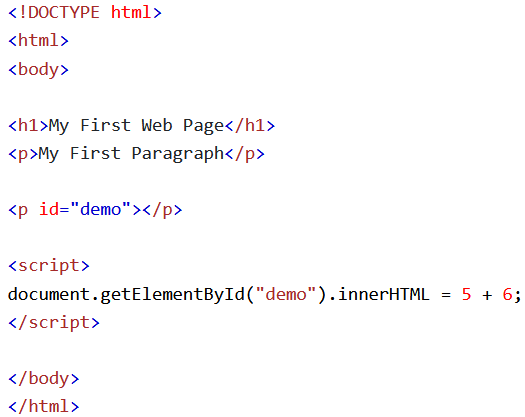 <!DOCTYPE html>
<html>
<body>
<h1>My First Web Page</h1>
<p>My First Paragraph</p>
<p id="demo"></p>
<script>
document.getElementById("demo").innerHTML = 5 + 6;
</script>
</body>
</html>